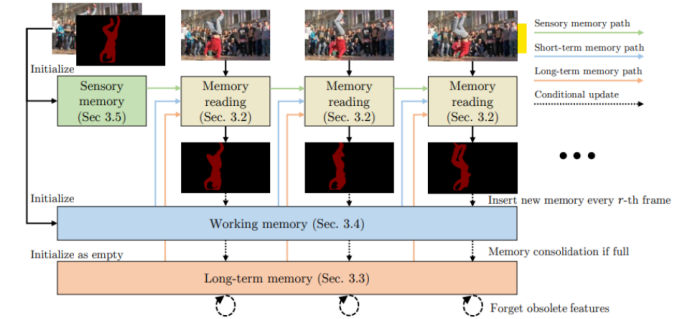 Sensory memory path
Short-term memory path
Long-term memory path
Conditional update
Initialize
Sensory
memory
(Sec 3.5)
Memory
reading
(Sec. 3.2)
Memory
reading
(Sec. 3.2)
Memory
reading
(Sec. 3.2)
Initialize
Insert new memory every r-th frame
Working memory (Sec. 3.4)
Initialize as empty
Memory consolidation if full
Long-term memory (Sec. 3.3)
Forget obsolete features